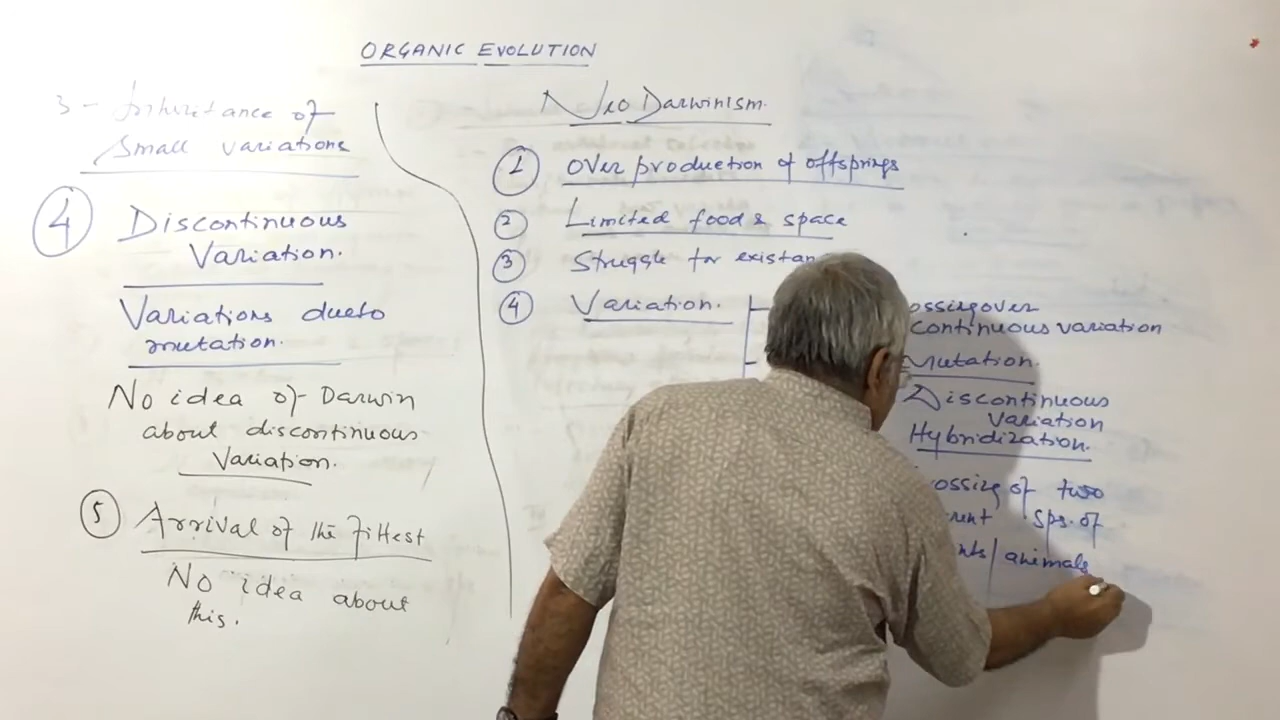 ORGANIC EVOLUTION
3 - Inheritance of
Small variations
4 Discontinuous
Variation.
Variations due to
mutation.
No idea of Darwin
about discontinuous
Variation.
5 Arrival of the fittest
No idea about
this.
Neo Darwinism.
1 Over production of offsprings
2 Limited food & space
3 Struggle for existan
4 Variation.
ossingover
continuous variation
Mutation.
Discontinuous
Variation
Hybridization.
ossing of two
rent sps. of
nts/animals